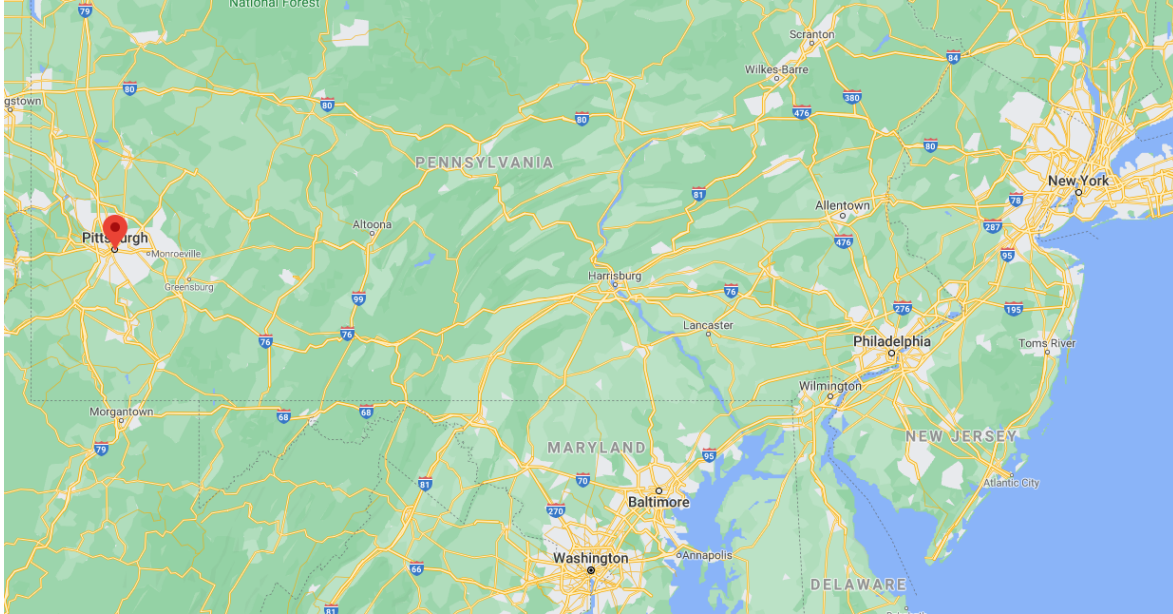 National Forest
79
Scranton
84
Wilkes-Barre
80
80
380
gstown
476
80
80
PENNSYLVANIA
New York
81
78
Allentown
Altoona
287
476
Pittsburgh
Monroeville
95
Harrisburg
Greensburg
76
99
276
195
Lancaster
76
76
Philadelphia
Toms River
Wilmington
Morgantown
68
68
NEW JERSEY
79
MARYLAND
95
81
70
Atlantic City
Baltimore
270
Washington
Annapolis
66
DELAWARE
81